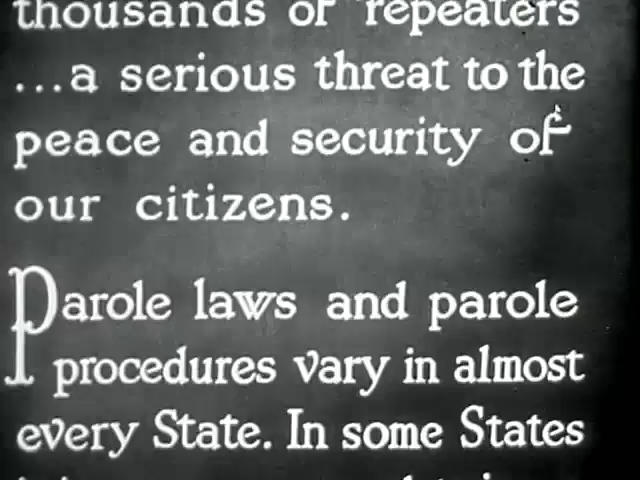 thousands of repeaters
...a serious threat to the
peace and security of
our citizens.
Parole laws and parole
procedures vary in almost
every State. In some States